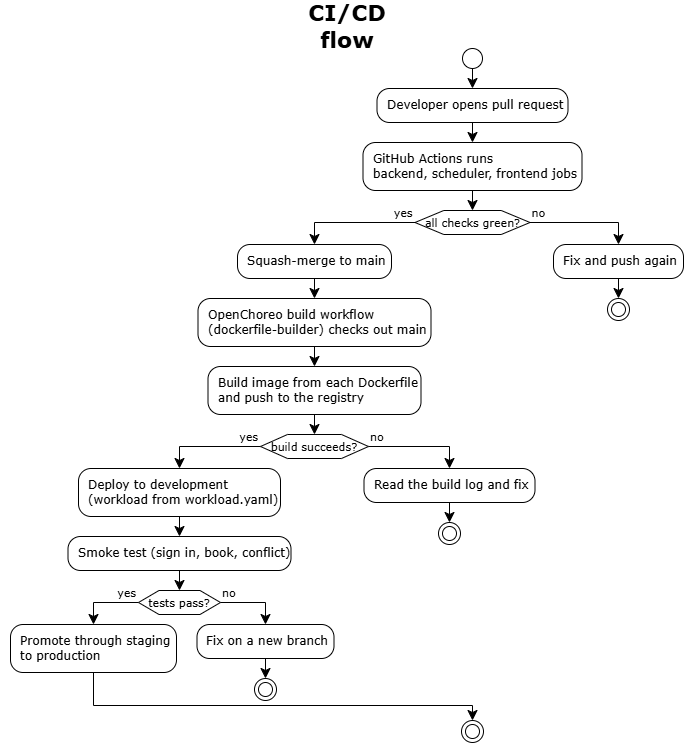 CI/CD
flow
Developer opens pull request
GitHub Actions runs
backend, scheduler, frontend jobs
yes
all checks green?
no
Squash-merge to main
Fix and push again
OpenChoreo build workflow
(dockerfile-builder) checks out main
Build image from each Dockerfile
and push to the registry
yes
build succeeds?
no
Deploy to development
(workload from workload.yaml)
Read the build log and fix
Smoke test (sign in, book, conflict)
yes
tests pass?
no
Promote through staging
to production
Fix on a new branch